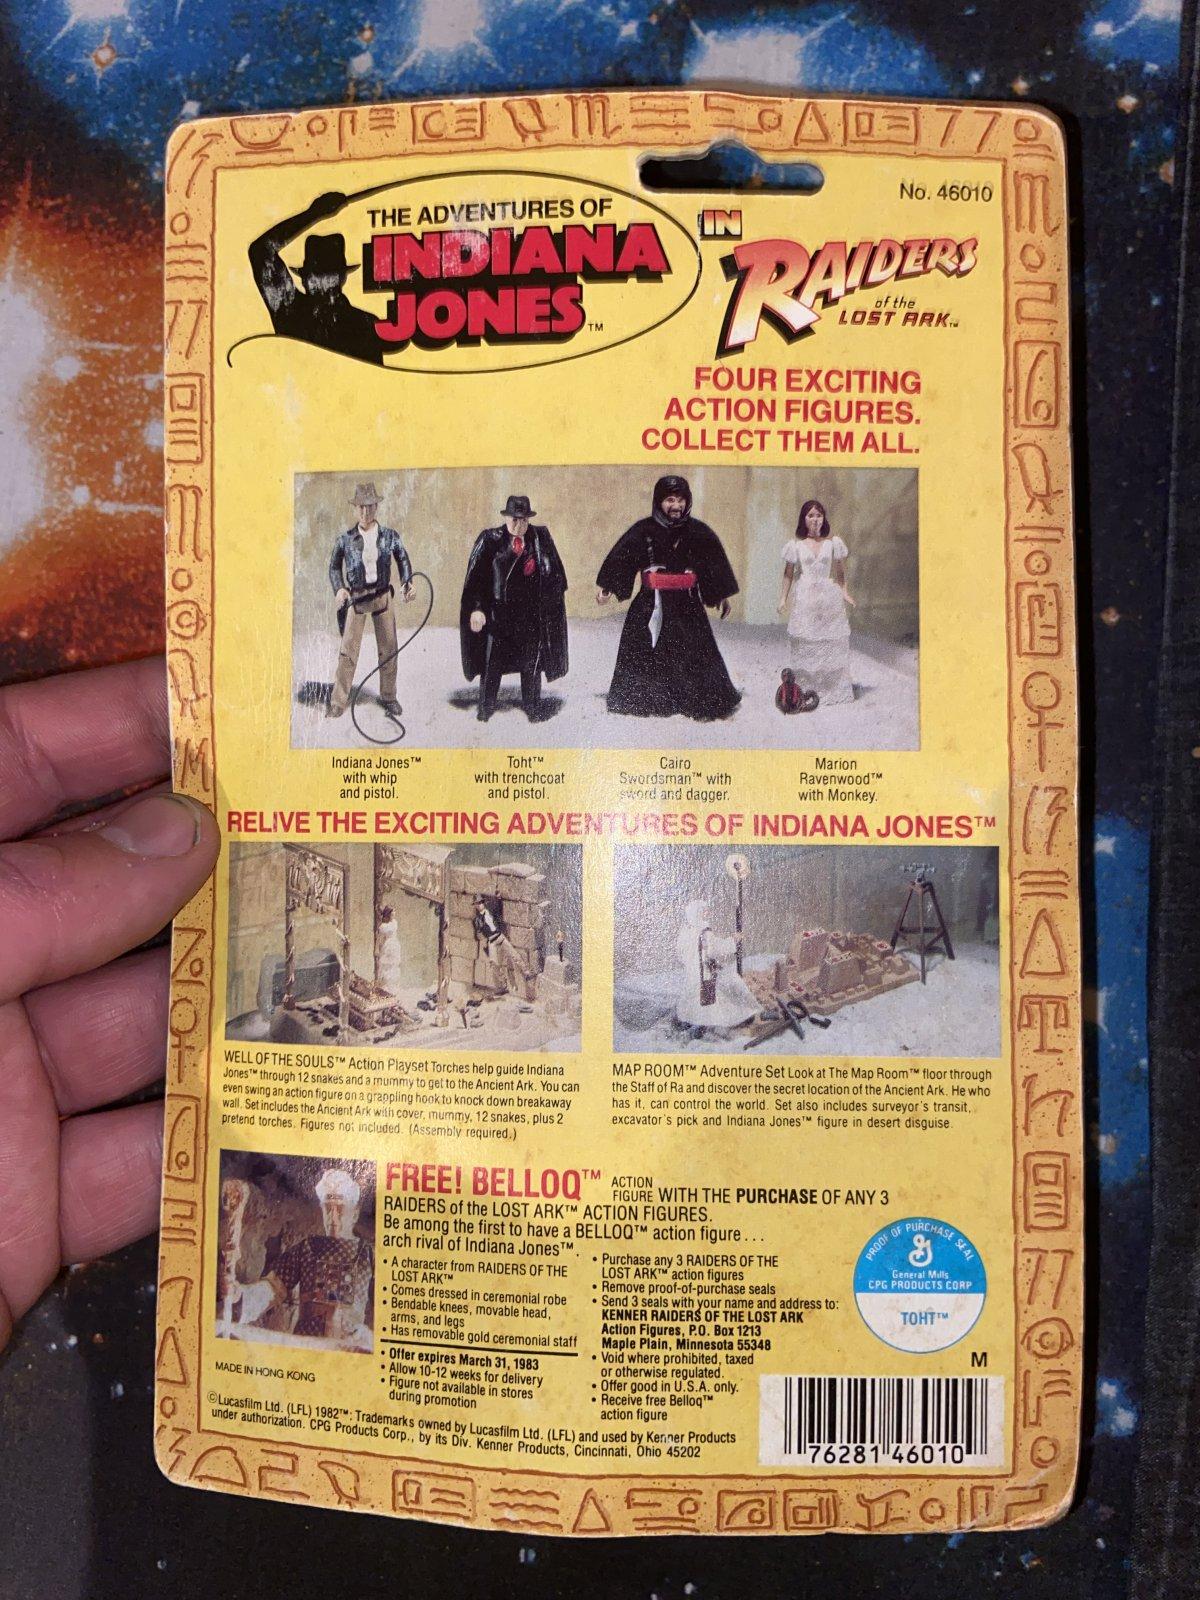 THE ADVENTURES OF
INDIANA
JONES™
IN
RAIDERS
of the
LOST ARK™
No. 46010
FOUR EXCITING
ACTION FIGURES.
COLLECT THEM ALL.
Indiana Jones™
with whip
and pistol.
Toht™
with trenchcoat
and pistol.
Cairo
Swordsman™ with
sword and dagger.
Marion
Ravenwood™
with Monkey.
RELIVE THE EXCITING ADVENTURES OF INDIANA JONES™
WELL OF THE SOULS™ Action Playset Torches help guide Indiana
Jones™ through 12 snakes and a mummy to get to the Ancient Ark. You can
even swing an action figure on a grappling hook to knock down breakaway
wall. Set includes the Ancient Ark with cover, mummy, 12 snakes, plus 2
pretend torches. Figures not included. (Assembly required.)
MAP ROOM™ Adventure Set Look at The Map Room™ floor through
the Staff of Ra and discover the secret location of the Ancient Ark. He who
has it, can control the world. Set also includes surveyor's transit,
excavator's pick and Indiana Jones™ figure in desert disguise.
FREE! BELLOQ™ ACTION FIGURE WITH THE PURCHASE OF ANY 3
RAIDERS of the LOST ARK™ ACTION FIGURES.
Be among the first to have a BELLOQ™ action figure...
arch rival of Indiana Jones™.
• A character from RAIDERS OF THE
LOST ARK™
• Comes dressed in ceremonial robe
• Bendable knees, movable head,
arms, and legs
• Has removable gold ceremonial staff
• Offer expires March 31, 1983
• Allow 10-12 weeks for delivery
• Figure not available in stores
during promotion
• Purchase any 3 RAIDERS OF THE
LOST ARK™ action figures
• Remove proof-of-purchase seals
• Send 3 seals with your name and address to:
KENNER RAIDERS OF THE LOST ARK
Action Figures, P.O. Box 1213
Maple Plain, Minnesota 55348
• Void where prohibited, taxed
or otherwise regulated.
• Offer good in U.S.A. only.
• Receive free Belloq™
action figure
PROOF OF PURCHASE SEAL
General Mills
CPG PRODUCTS CORP
TOHT™
M
MADE IN HONG KONG
©Lucasfilm Ltd. (LFL) 1982™: Trademarks owned by Lucasfilm Ltd. (LFL) and used by Kenner Products
under authorization. CPG Products Corp., by its Div. Kenner Products, Cincinnati, Ohio 45202
76281 46010